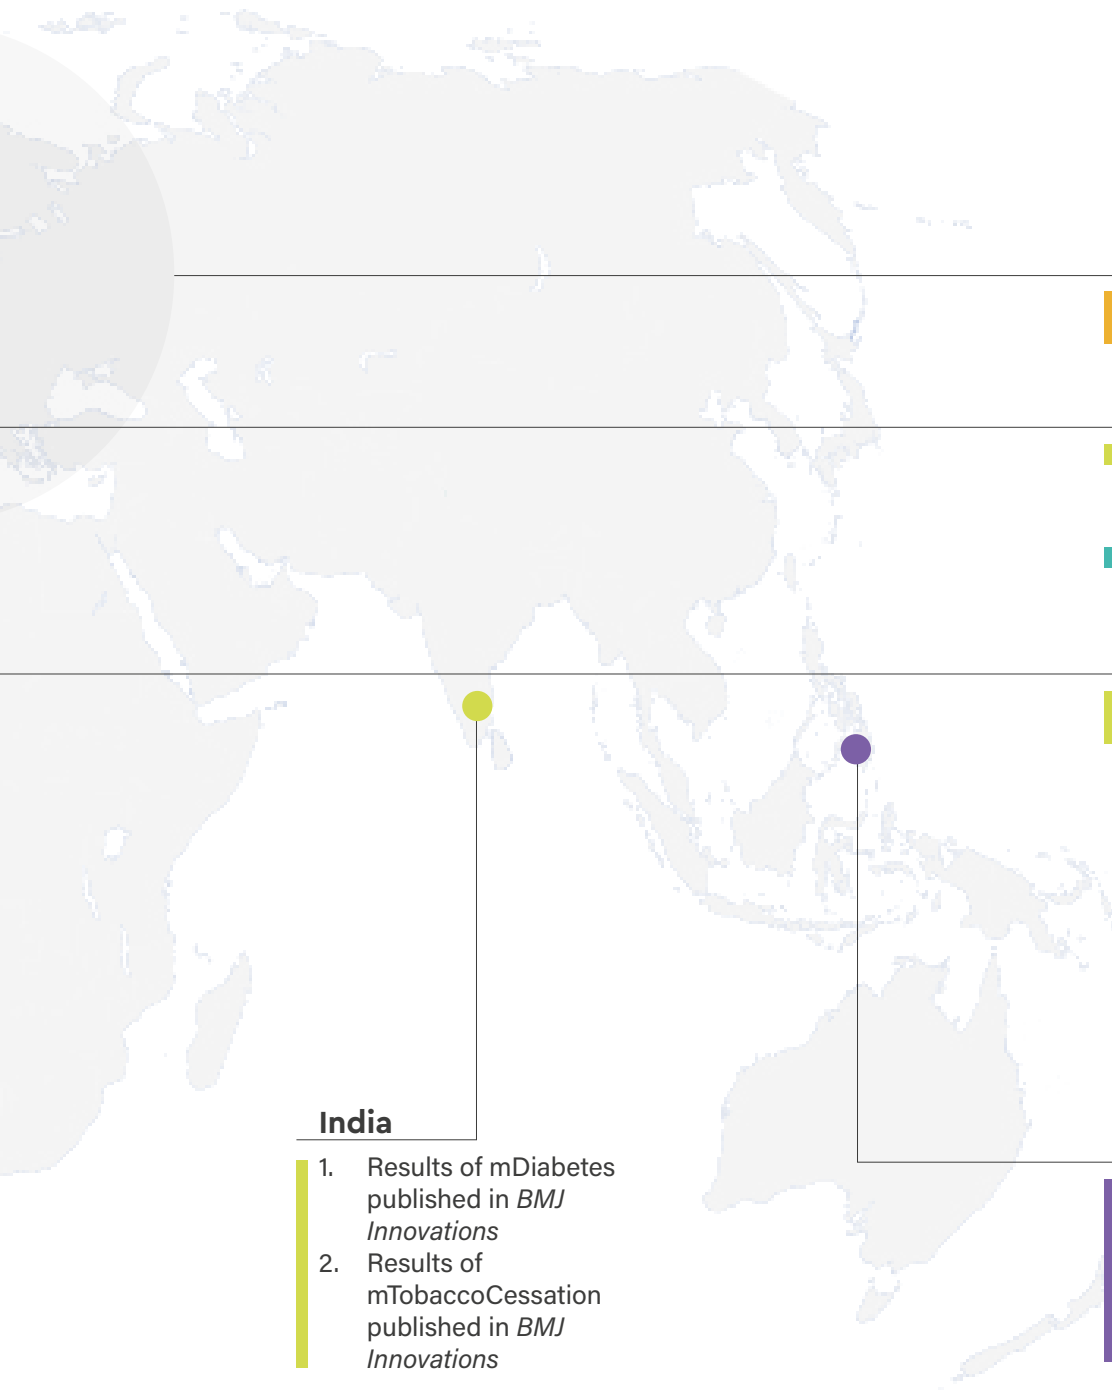 India
1. Results of mDiabetes
published in BMJ
Innovations
2. Results of
mTobaccoCessation
published in BMJ
Innovations